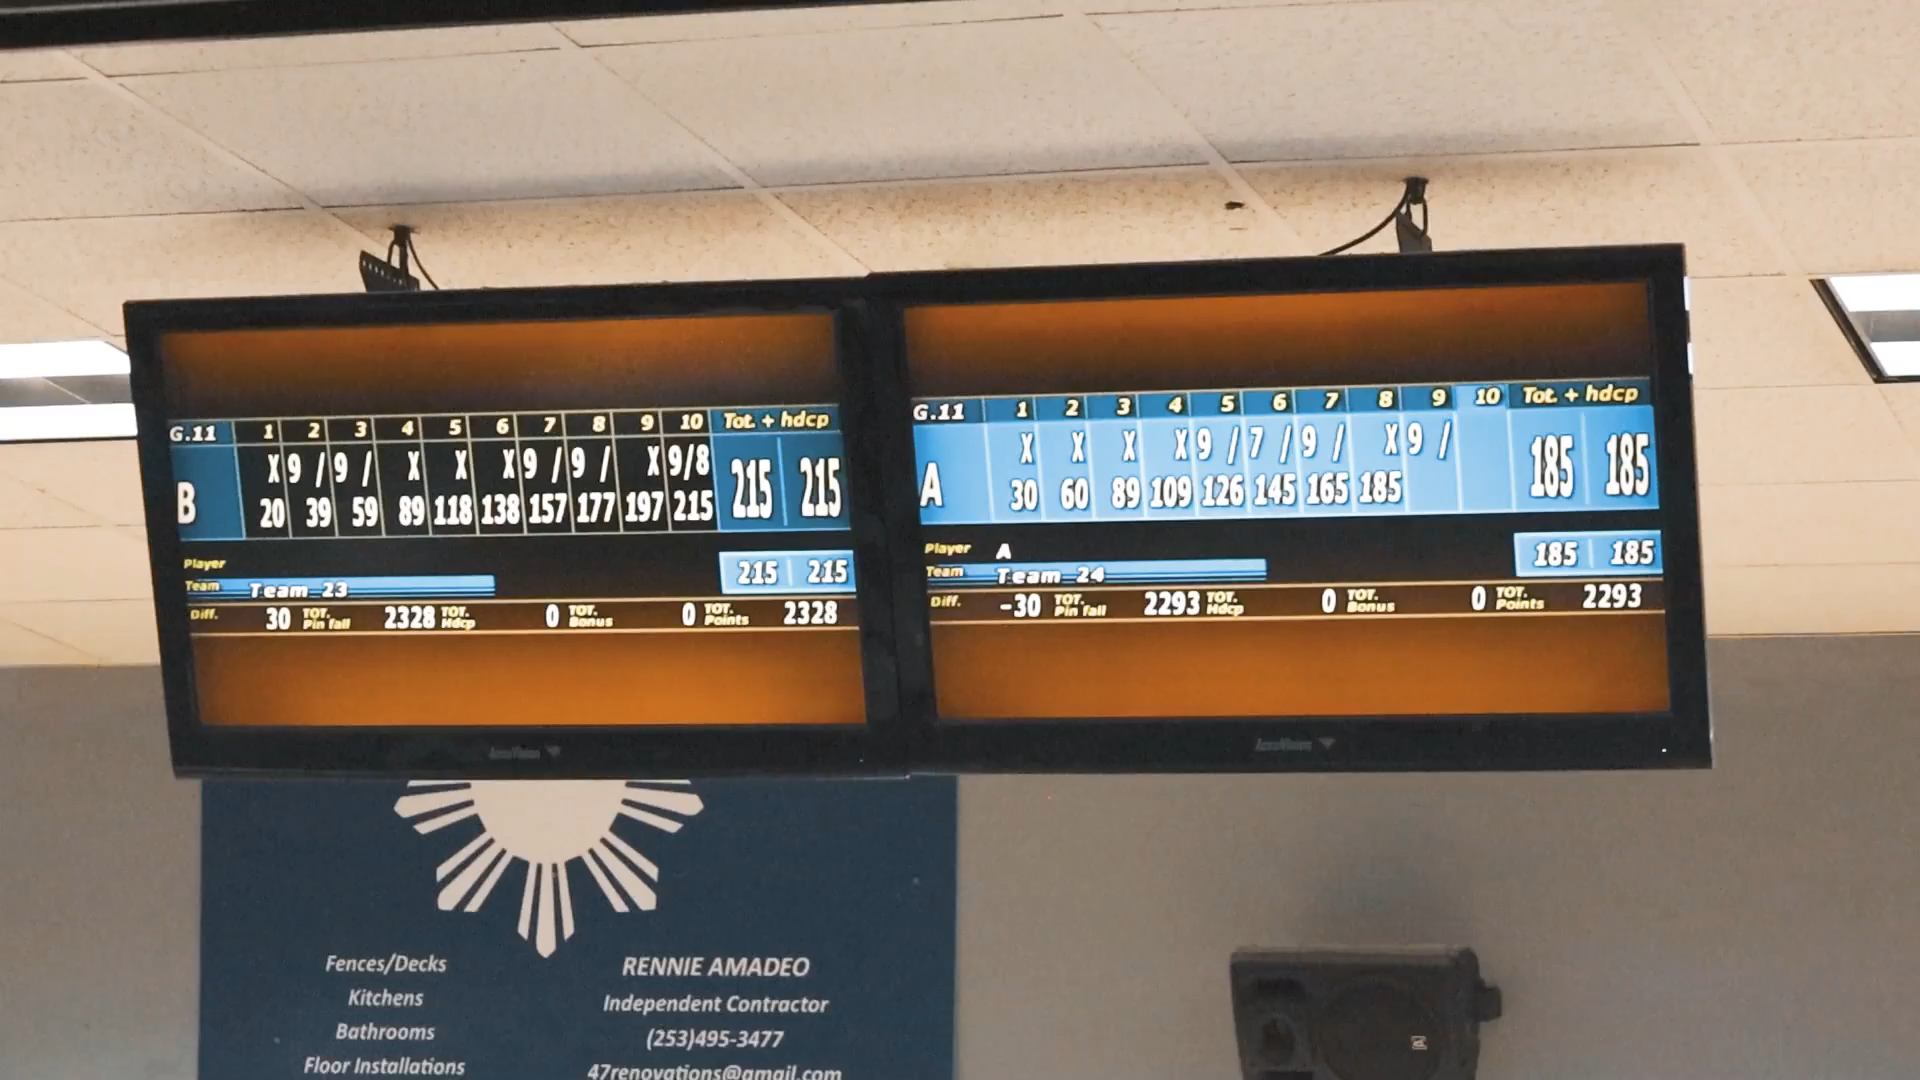 G.11 1 2 3 4 5 6 7 8 9 10 Tot. + hdcp
B X 9 / 9 / X X X 9 / 9 / X 9/8 215 215
20 39 59 89 118 138 157 177 197 215
Player 215 215
Team Team 23
Diff. 30 TOT. Pin fall 2328 TOT. Hdcp 0 TOT. Bonus 0 TOT. Points 2328
AccuVision
G.11 1 2 3 4 5 6 7 8 9 10 Tot. + hdcp
A X X X X 9 / 7 / 9 / X 9 / 185 185
30 60 89 109 126 145 165 185
Player A 185 185
Team Team 24
Diff. -30 TOT. Pin fall 2293 TOT. Hdcp 0 TOT. Bonus 0 TOT. Points 2293
AccuVision
Fences/Decks
Kitchens
Bathrooms
Floor Installations
RENNIE AMADEO
Independent Contractor
(253)495-3477
47renovations@gmail.com